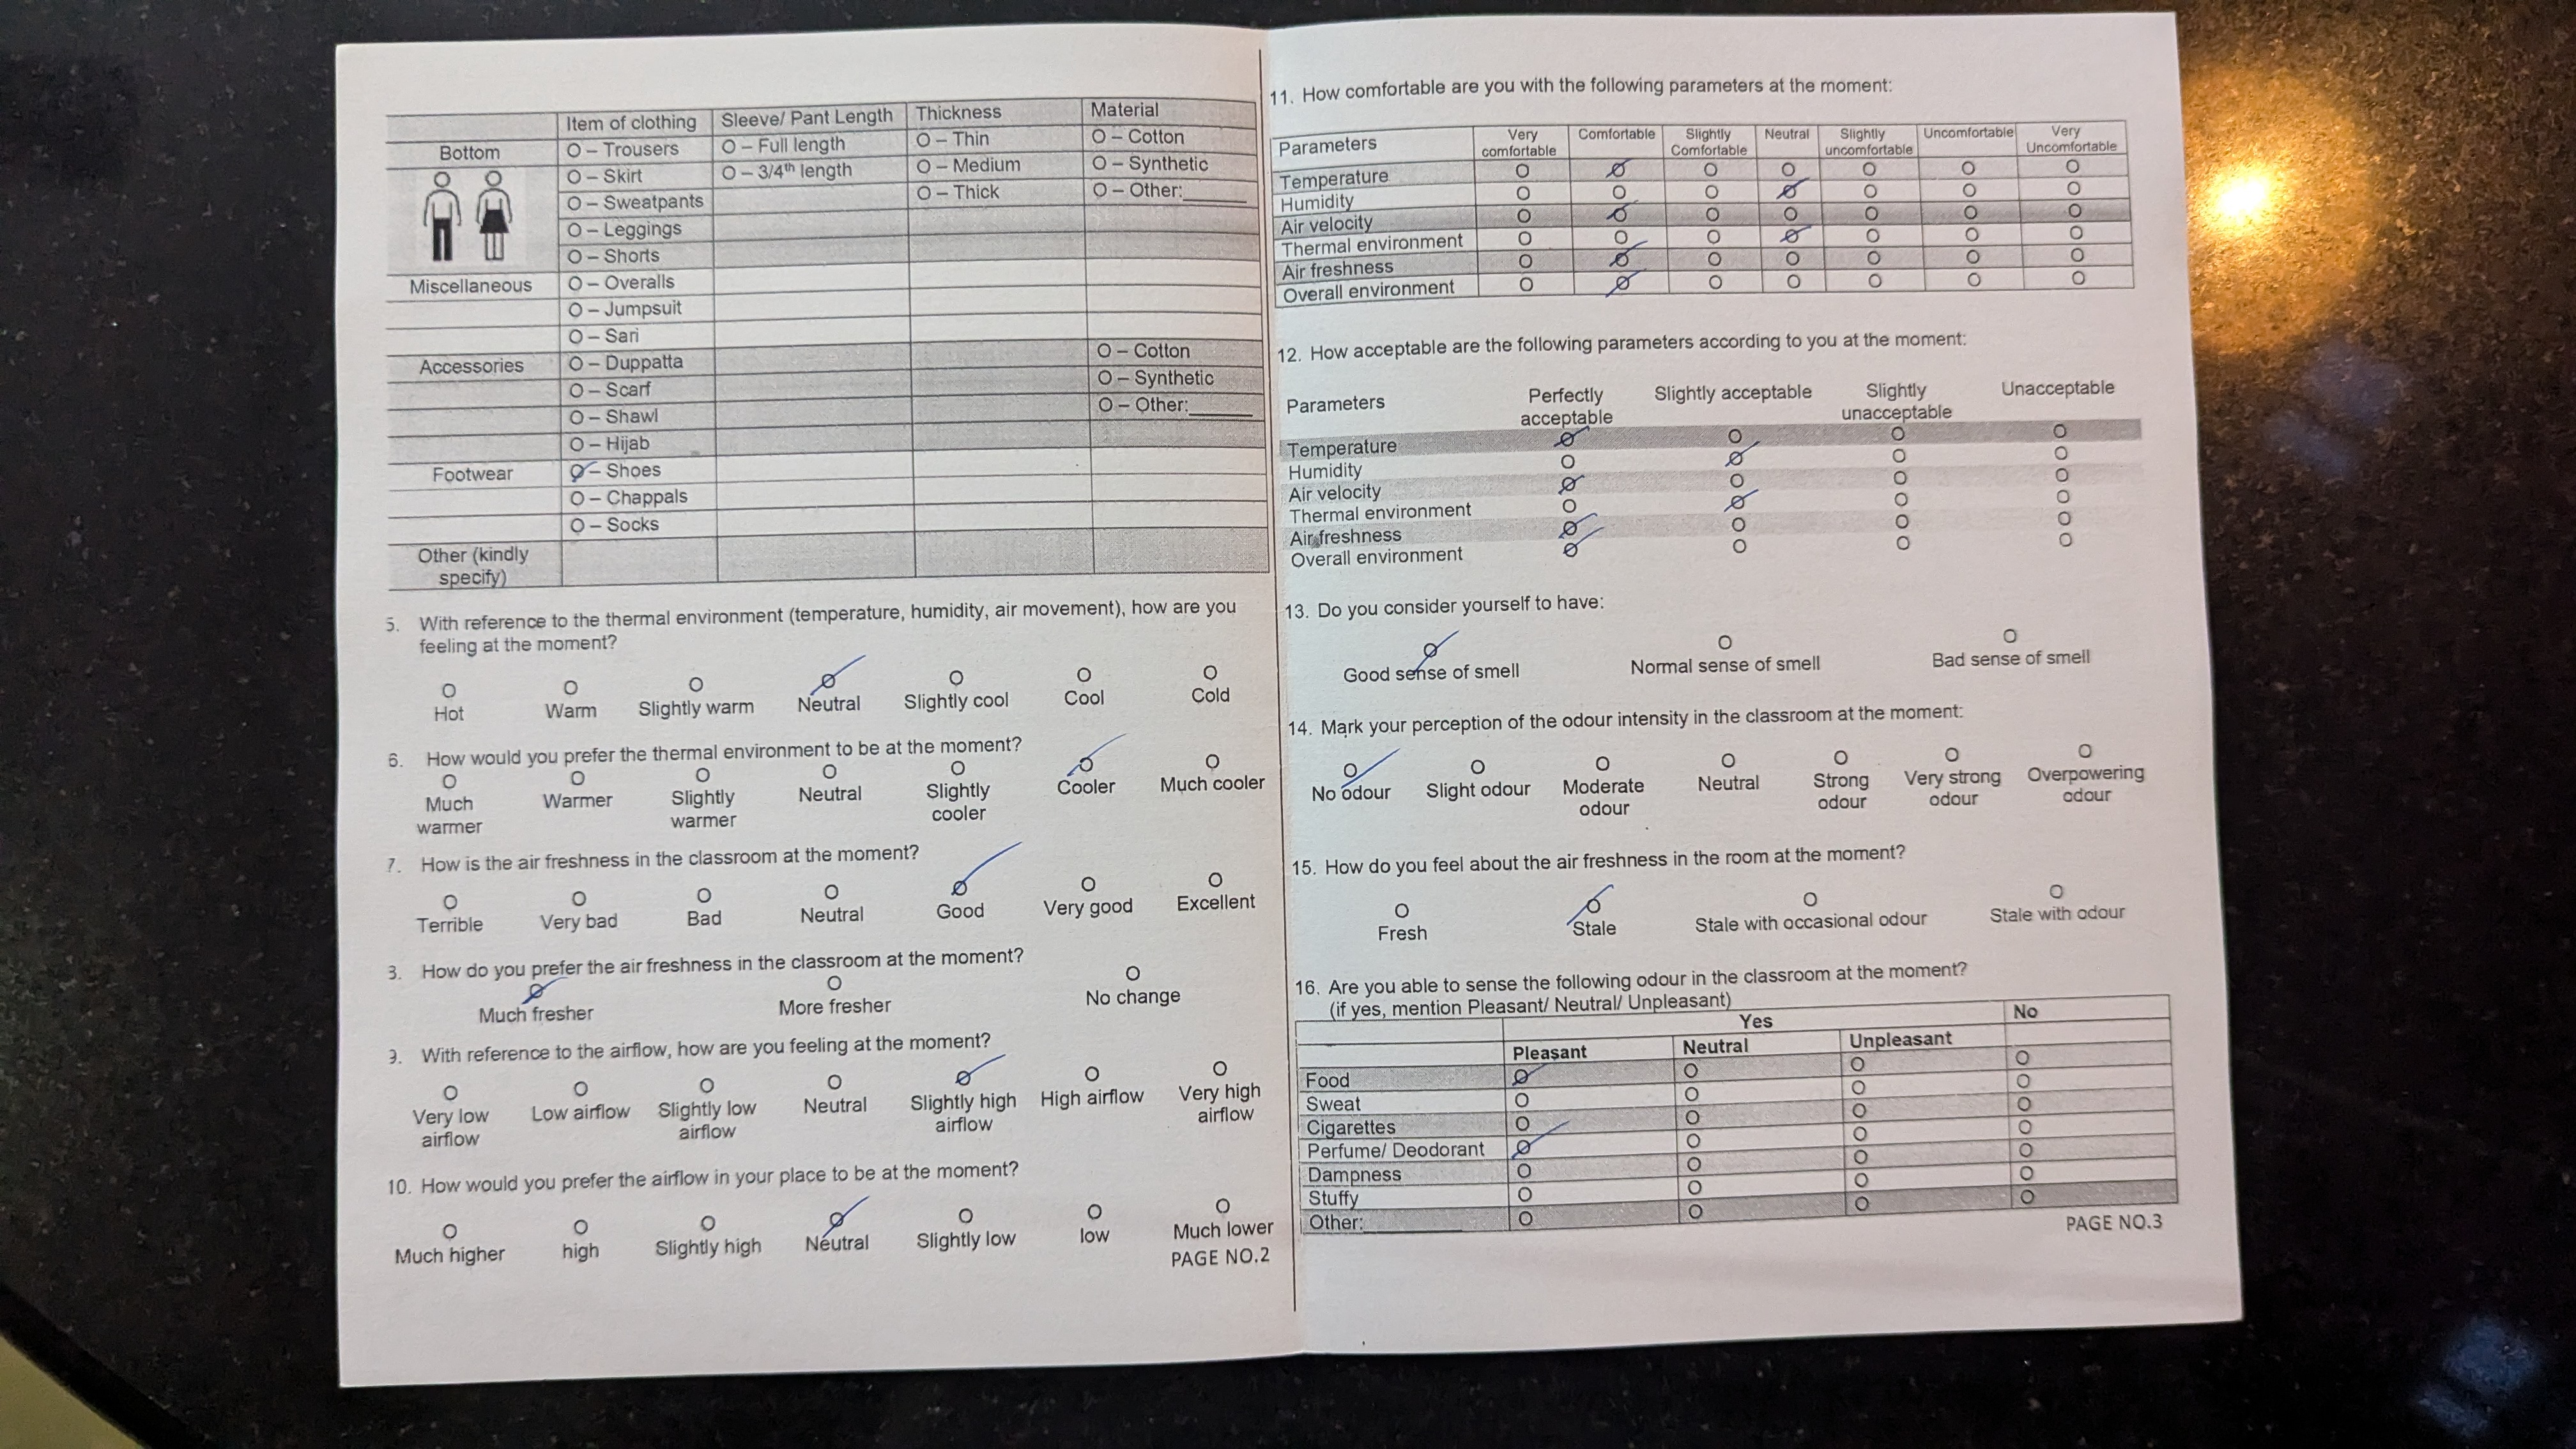 Item of clothing Sleeve/ Pant Length Thickness Material
Bottom O – Trousers O – Full length O – Thin O – Cotton
O – Skirt O – 3/4th length O – Medium O – Synthetic
O – Sweatpants O – Thick O – Other:______
O – Leggings
O – Shorts
Miscellaneous O – Overalls
O – Jumpsuit
O – Sari
Accessories O – Duppatta O – Cotton
O – Scarf O – Synthetic
O – Shawl O – Other:______
O – Hijab
Footwear O – Shoes
O – Chappals
O – Socks
Other (kindly
specify)
5. With reference to the thermal environment (temperature, humidity, air movement), how are you
feeling at the moment?
O O O O O O O
Hot Warm Slightly warm Neutral Slightly cool Cool Cold
6. How would you prefer the thermal environment to be at the moment?
O O O O O O O
Much Warmer Slightly Neutral Slightly Cooler Much cooler
warmer warmer cooler
7. How is the air freshness in the classroom at the moment?
O O O O O O O
Terrible Very bad Bad Neutral Good Very good Excellent
3. How do you prefer the air freshness in the classroom at the moment?
O O O
Much fresher More fresher No change
9. With reference to the airflow, how are you feeling at the moment?
O O O O O O O
Very low Low airflow Slightly low Neutral Slightly high High airflow Very high
airflow airflow airflow airflow
10. How would you prefer the airflow in your place to be at the moment?
O O O O O O O
Much higher high Slightly high Neutral Slightly low low Much lower
PAGE NO.2
11. How comfortable are you with the following parameters at the moment:
Parameters Very Comfortable Slightly Neutral Slightly Uncomfortable Very
comfortable Comfortable uncomfortable Uncomfortable
Temperature O O O O O O O
Humidity O O O O O O O
Air velocity O O O O O O O
Thermal environment O O O O O O O
Air freshness O O O O O O O
Overall environment O O O O O O O
12. How acceptable are the following parameters according to you at the moment:
Parameters Perfectly Slightly acceptable Slightly Unacceptable
acceptable unacceptable
Temperature O O O O
Humidity O O O O
Air velocity O O O O
Thermal environment O O O O
Air freshness O O O O
Overall environment O O O O
13. Do you consider yourself to have:
O O O
Good sense of smell Normal sense of smell Bad sense of smell
14. Mark your perception of the odour intensity in the classroom at the moment:
O O O O O O O
No odour Slight odour Moderate Neutral Strong Very strong Overpowering
odour odour odour odour
15. How do you feel about the air freshness in the room at the moment?
O O O O
Fresh Stale Stale with occasional odour Stale with odour
16. Are you able to sense the following odour in the classroom at the moment?
(if yes, mention Pleasant/ Neutral/ Unpleasant)
Yes No
Pleasant Neutral Unpleasant
Food O O O O
Sweat O O O O
Cigarettes O O O O
Perfume/ Deodorant O O O O
Dampness O O O O
Stuffy O O O O
Other:__________ O O O O
PAGE NO.3